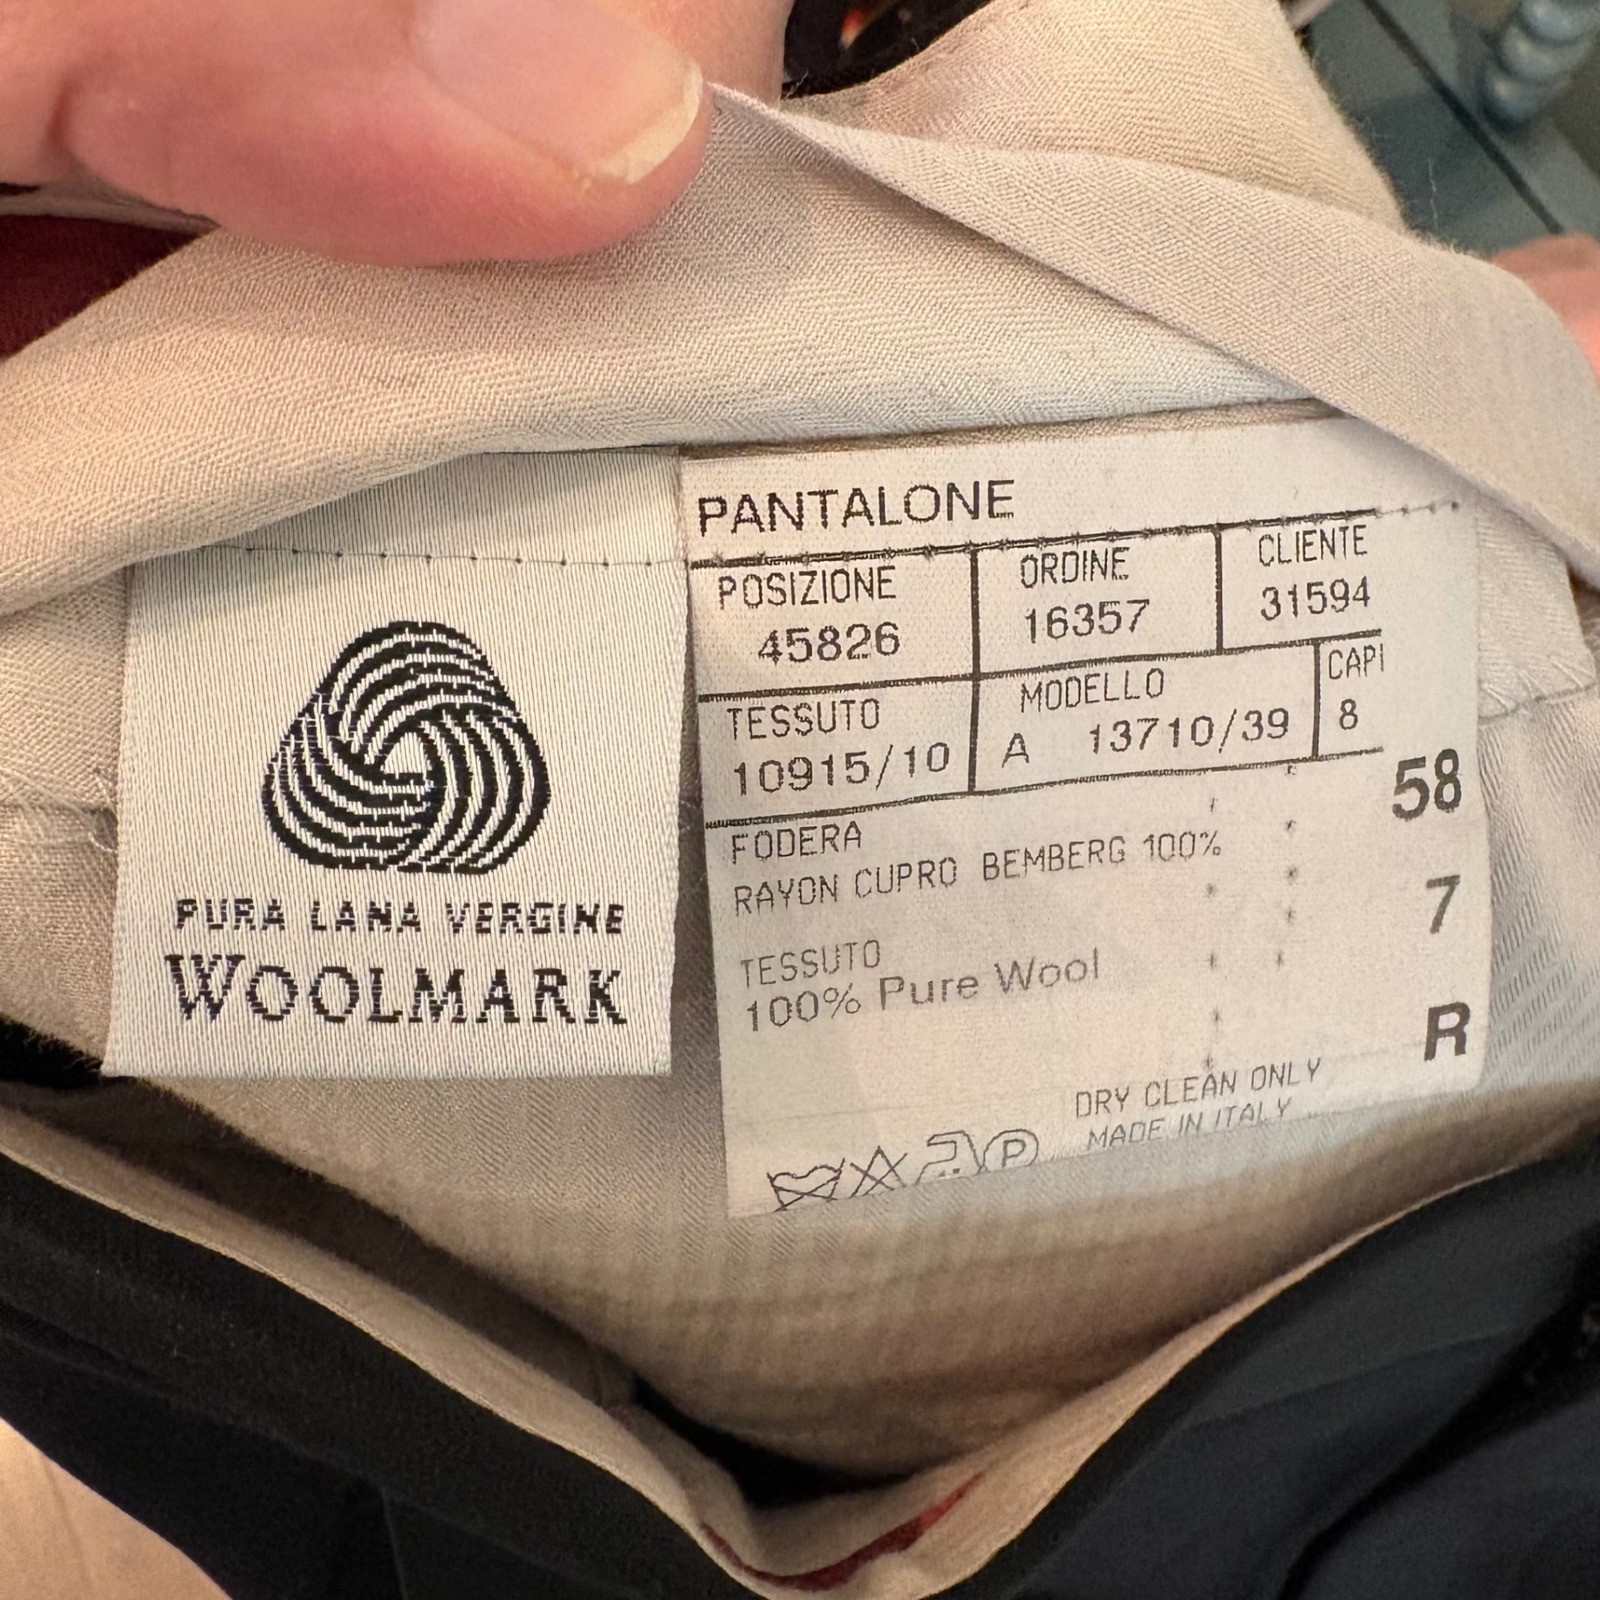 PURA LANA VERGINE
WOOLMARK
PANTALONE
POSIZIONE ORDINE CLIENTE
45826 16357 31594
TESSUTO MODELLO CAPI
10915/10 A 13710/39 8
58
FODERA
RAYON CUPRO BEMBERG 100%
7
TESSUTO
100% Pure Wool
R
DRY CLEAN ONLY
MADE IN ITALY
P